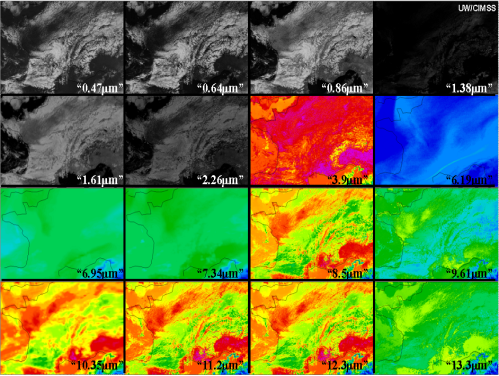 UW/CIMSS
“0.47µm”
“0.64µm”
“0.86µm”
“1.38µm”
“1.61µm”
“2.26µm”
“3.9µm”
“6.19µm”
“6.95µm”
“7.34µm”
“8.5µm”
“9.61µm”
“10.35µm”
“11.2µm”
“12.3µm”
“13.3µm”